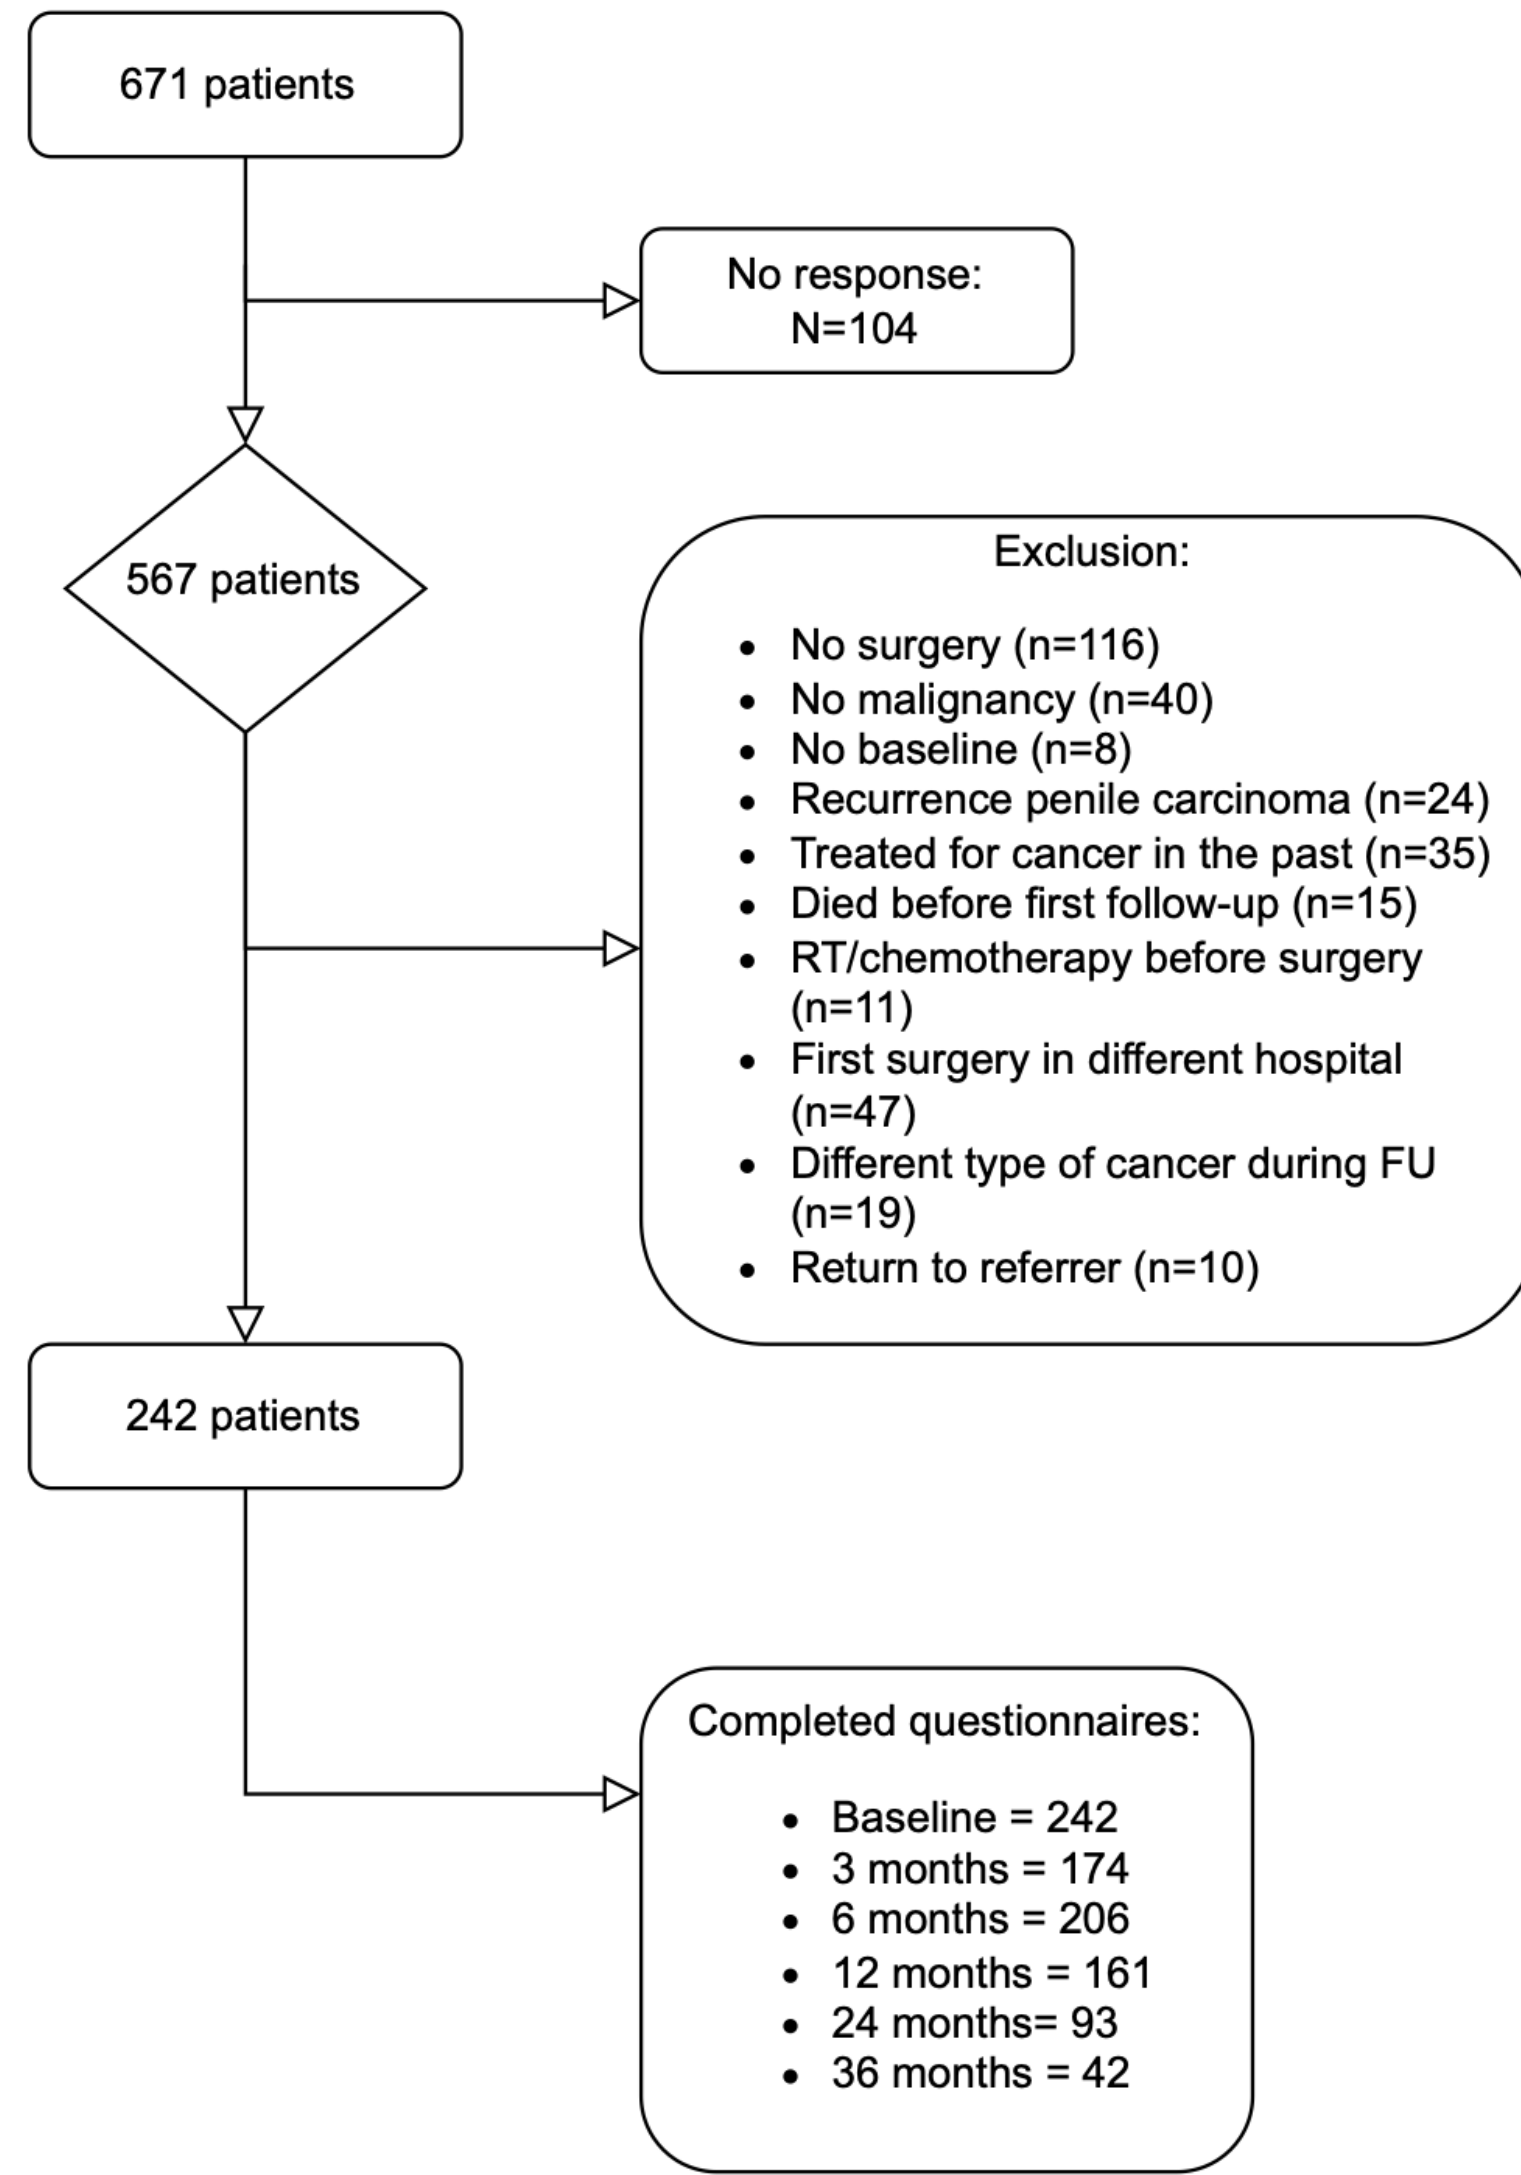 671 patients
No response:
N=104
567 patients
Exclusion:
• No surgery (n=116)
• No malignancy (n=40)
• No baseline (n=8)
• Recurrence penile carcinoma (n=24)
• Treated for cancer in the past (n=35)
• Died before first follow-up (n=15)
• RT/chemotherapy before surgery
(n=11)
• First surgery in different hospital
(n=47)
• Different type of cancer during FU
(n=19)
• Return to referrer (n=10)
242 patients
Completed questionnaires:
• Baseline = 242
• 3 months = 174
• 6 months = 206
• 12 months = 161
• 24 months= 93
• 36 months = 42